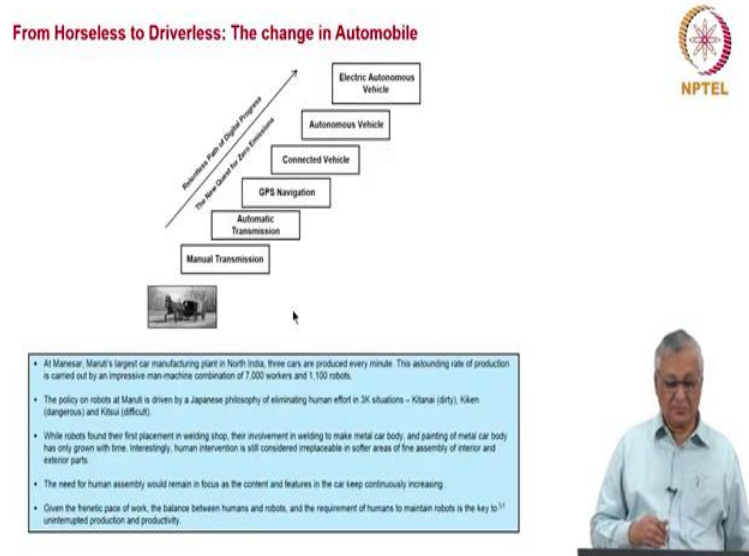 From Horseless to Driverless: The change in Automobile
NPTEL
Electric Autonomous
Vehicle
Autonomous Vehicle
Connected Vehicle
GPS Navigation
Automatic
Transmission
Manual Transmission
Relentless Path of Digital Progress
The New Quest for Zero Emissions
• At Manesar, Maruti's largest car manufacturing plant in North India, three cars are produced every minute. This astounding rate of production
is carried out by an impressive man-machine combination of 7,000 workers and 1,100 robots.
• The policy on robots at Maruti is driven by a Japanese philosophy of eliminating human effort in 3K situations – Kitanai (dirty), Kiken
(dangerous) and Kitsui (difficult).
• While robots found their first placement in welding shop, their involvement in welding to make metal car body, and painting of metal car body
has only grown with time. Interestingly, human intervention is still considered irreplaceable in softer areas of fine assembly of interior and
exterior parts.
• The need for human assembly would remain in focus as the content and features in the car keep continuously increasing.
• Given the frenetic pace of work, the balance between humans and robots, and the requirement of humans to maintain robots is the key to
uninterrupted production and productivity.